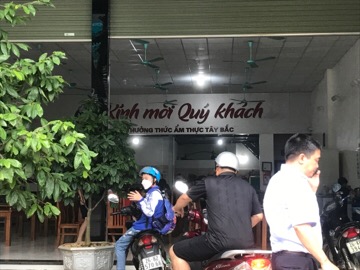 Kính mời Quý khách
THƯỞNG THỨC ẨM THỰC TÂY BẮC